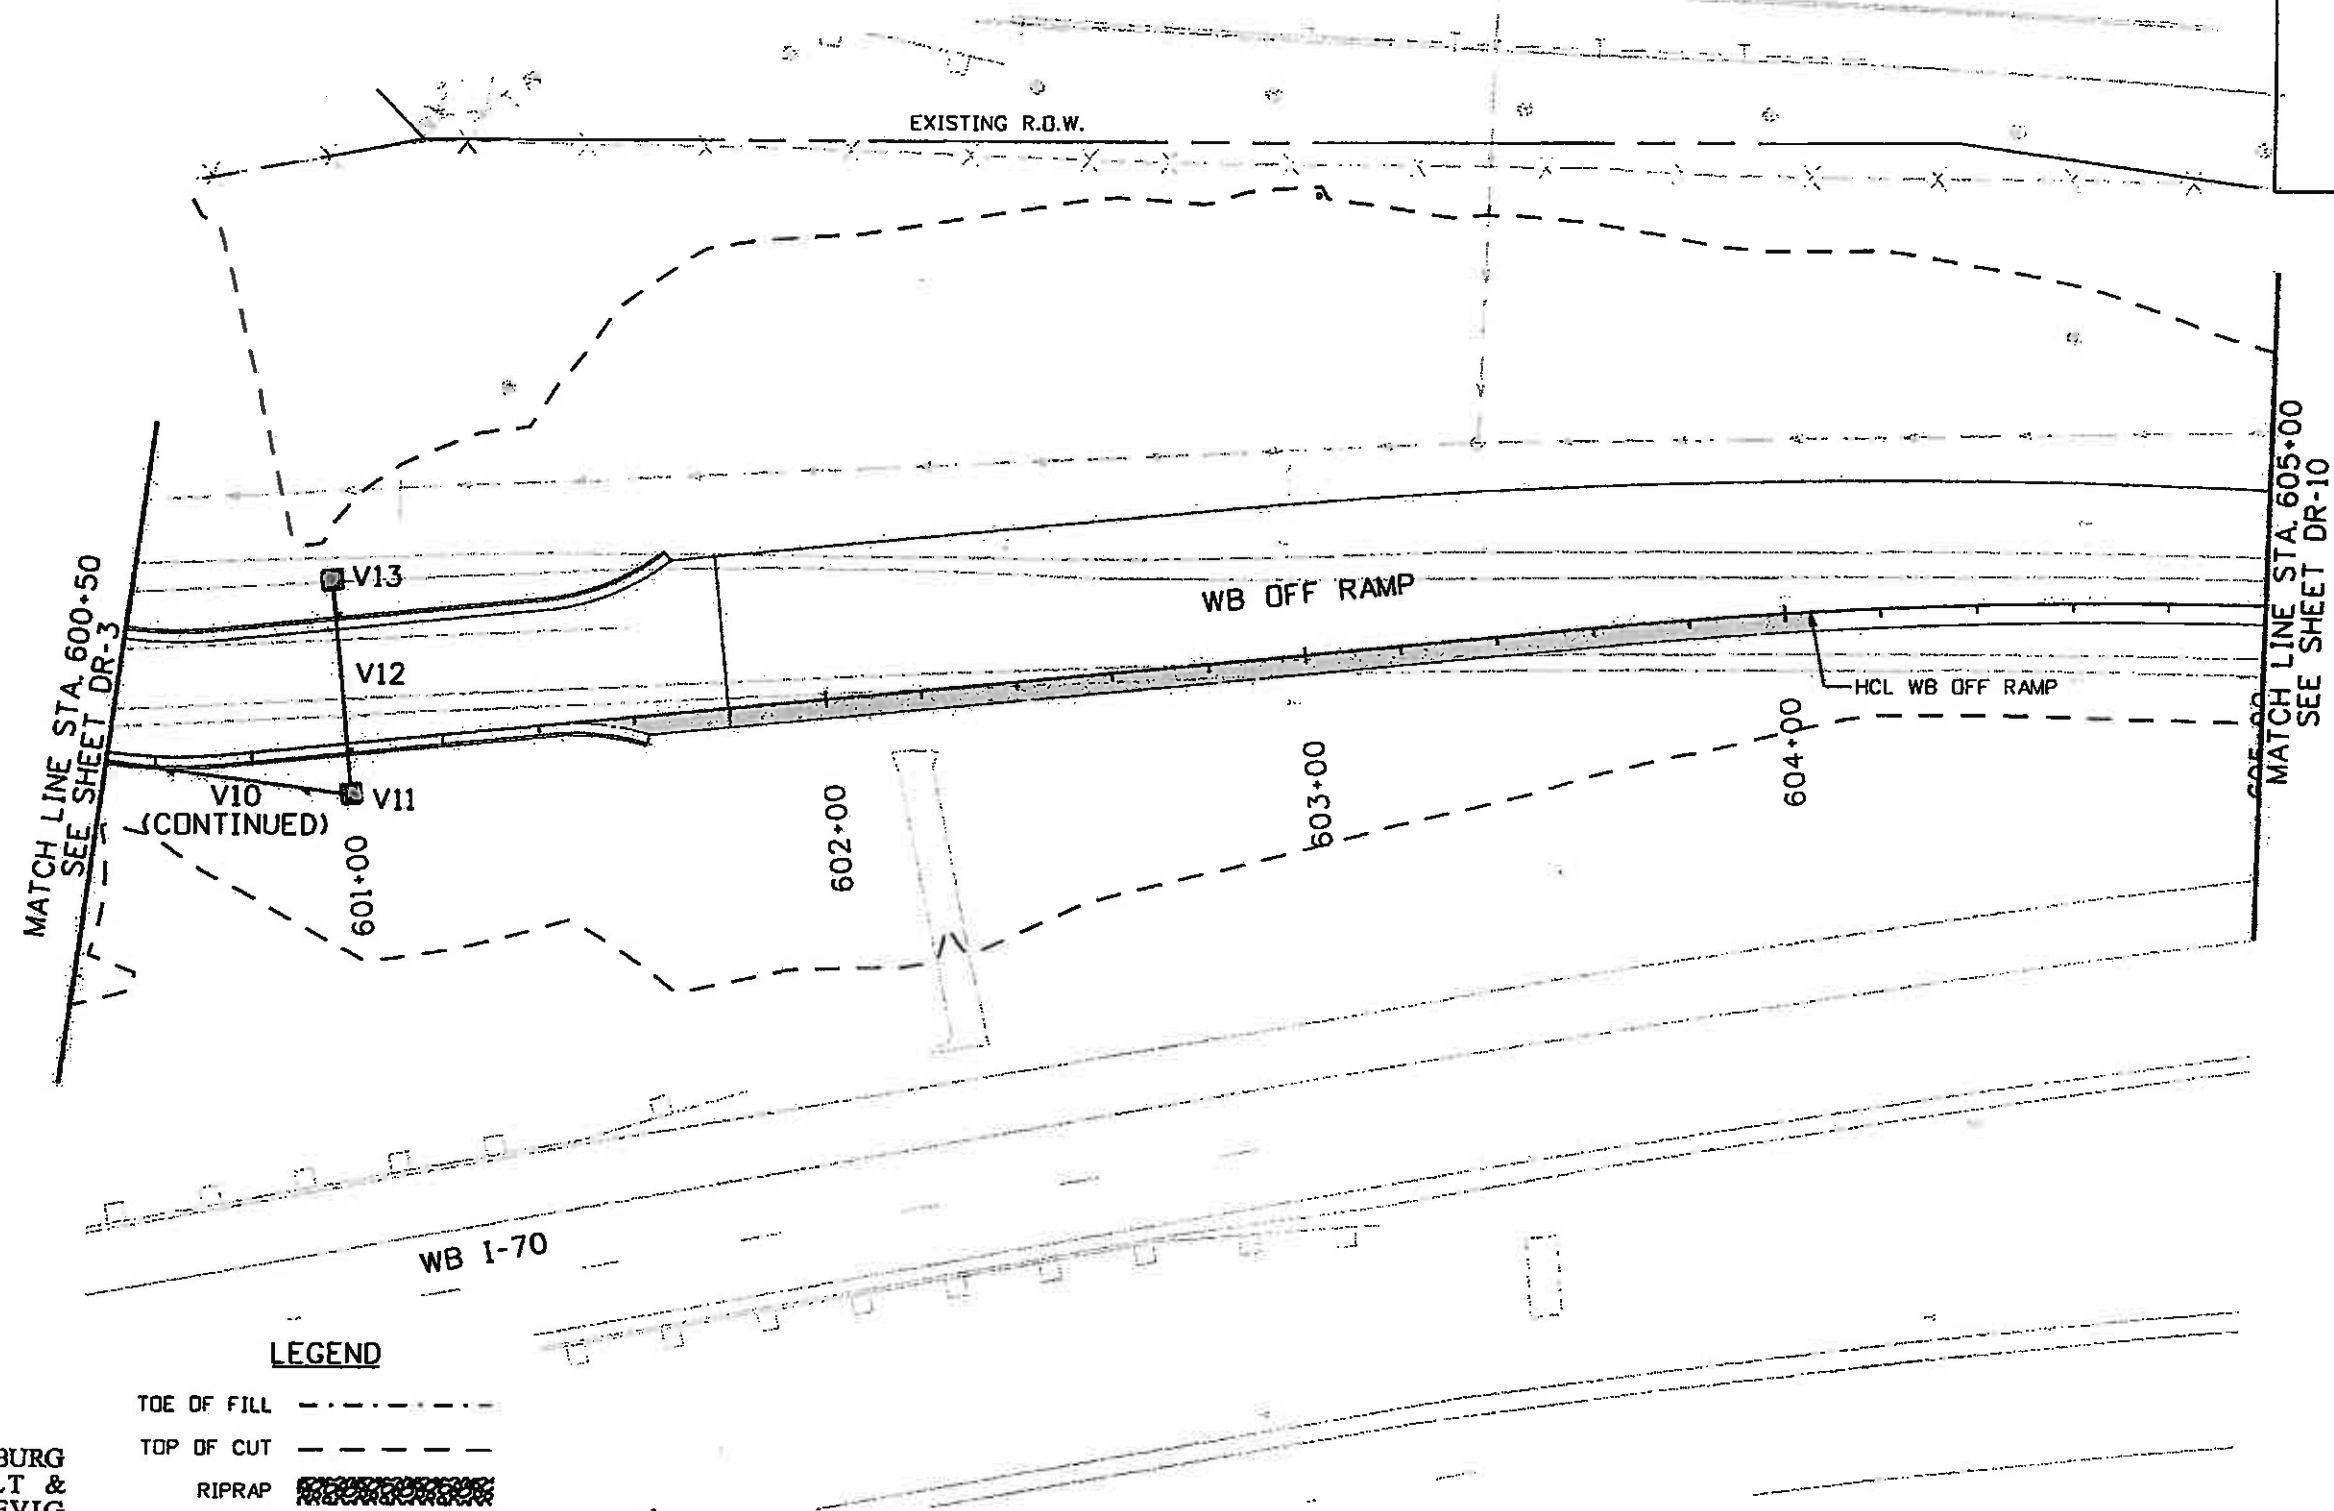 EXISTING R.O.W.
MATCH LINE STA. 600+50
SEE SHEET DR-3
V13
V12
V10
(CONTINUED)
V11
601+00
602+00
603+00
604+00
WB OFF RAMP
HCL WB OFF RAMP
MATCH LINE STA. 605+00
SEE SHEET DR-10
WB I-70
LEGEND
TOE OF FILL
TOP OF CUT
RIPRAP
BURG
LT &